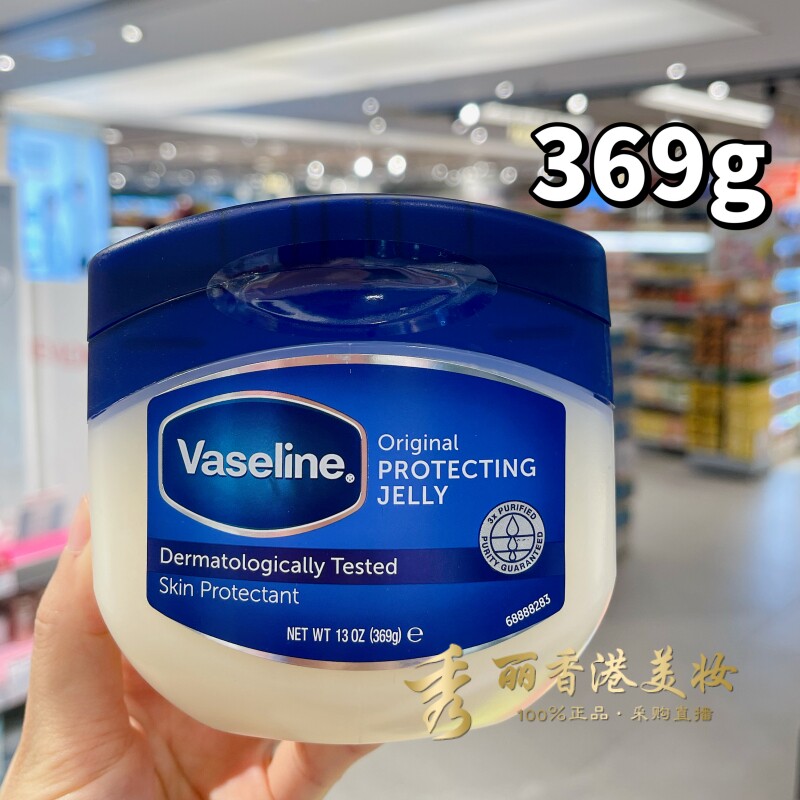 369g
Vaseline®
Original
PROTECTING
JELLY
3x PURIFIED
PURITY GUARANTEED
Dermatologically Tested
Skin Protectant
68888283
NET WT 13 OZ (369g) ℮
秀丽香港美妆
100%正品·采购直播